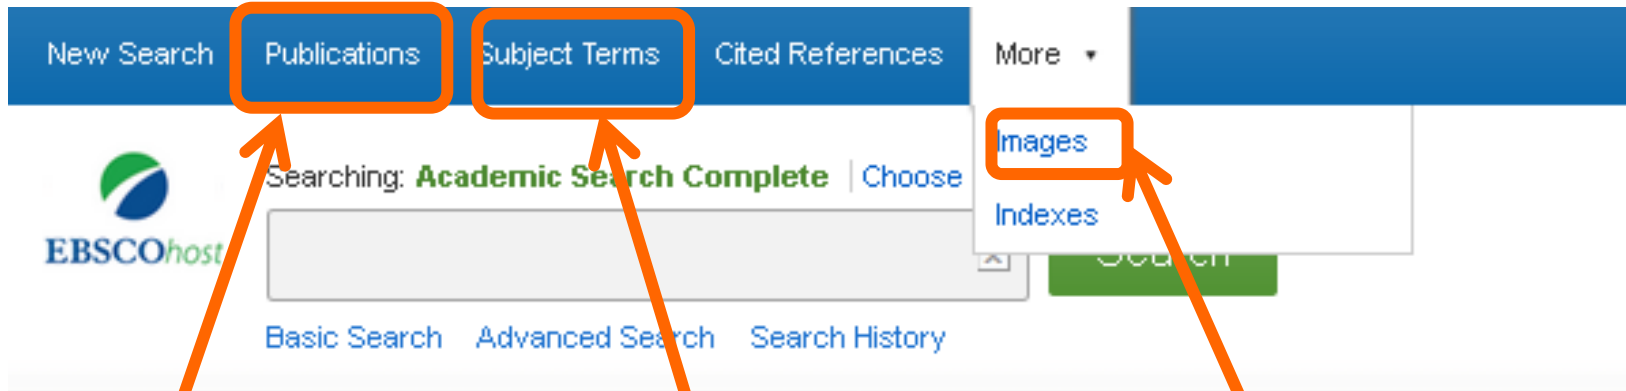 New Search Publications Subject Terms Cited References More
Images
Searching: Academic Search Complete | Choose
Indexes
EBSCOhost
Search
Basic Search Advanced Search Search History